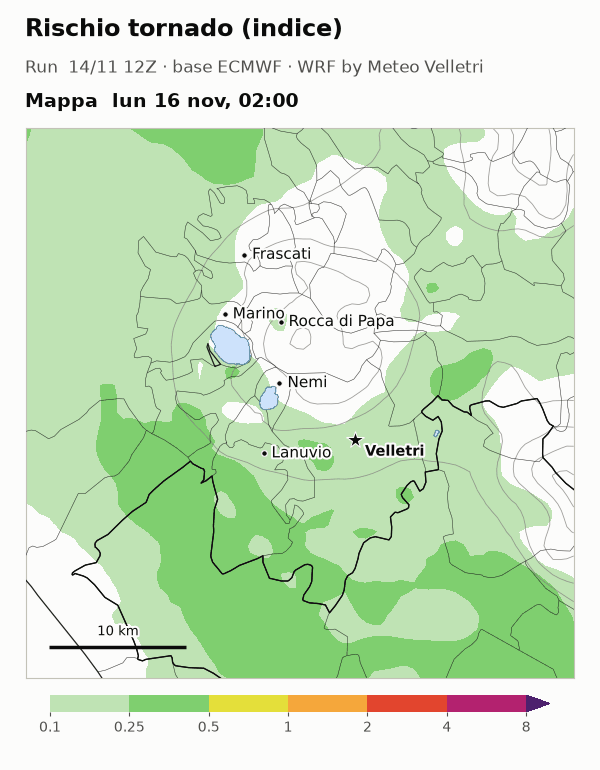 Rischio tornado (indice)
Run  14/11 12Z · base ECMWF · WRF by Meteo Velletri
Mappa  lun 16 nov, 02:00
Frascati
Marino
Rocca di Papa
Nemi
Velletri
Lanuvio
10 km
0.1 0.25 0.5 1 2 4 8